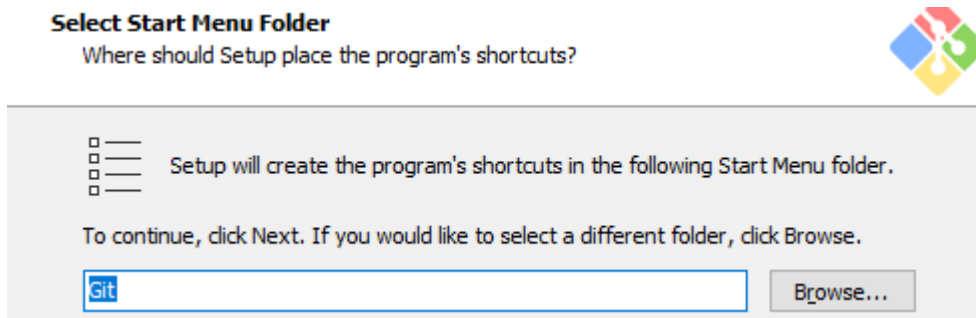 Select Start Menu Folder
Where should Setup place the program's shortcuts?
Setup will create the program's shortcuts in the following Start Menu folder.
To continue, click Next. If you would like to select a different folder, click Browse.
Git
Browse...